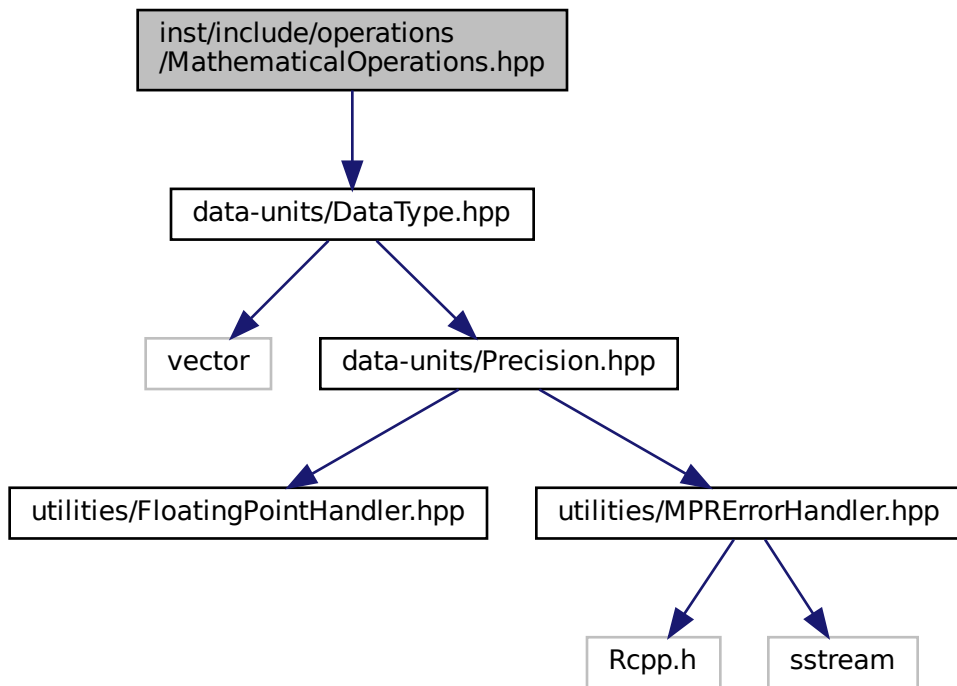 inst/include/operations
/MathematicalOperations.hpp
data-units/DataType.hpp
vector
data-units/Precision.hpp
utilities/FloatingPointHandler.hpp
utilities/MPRErrorHandler.hpp
Rcpp.h
sstream